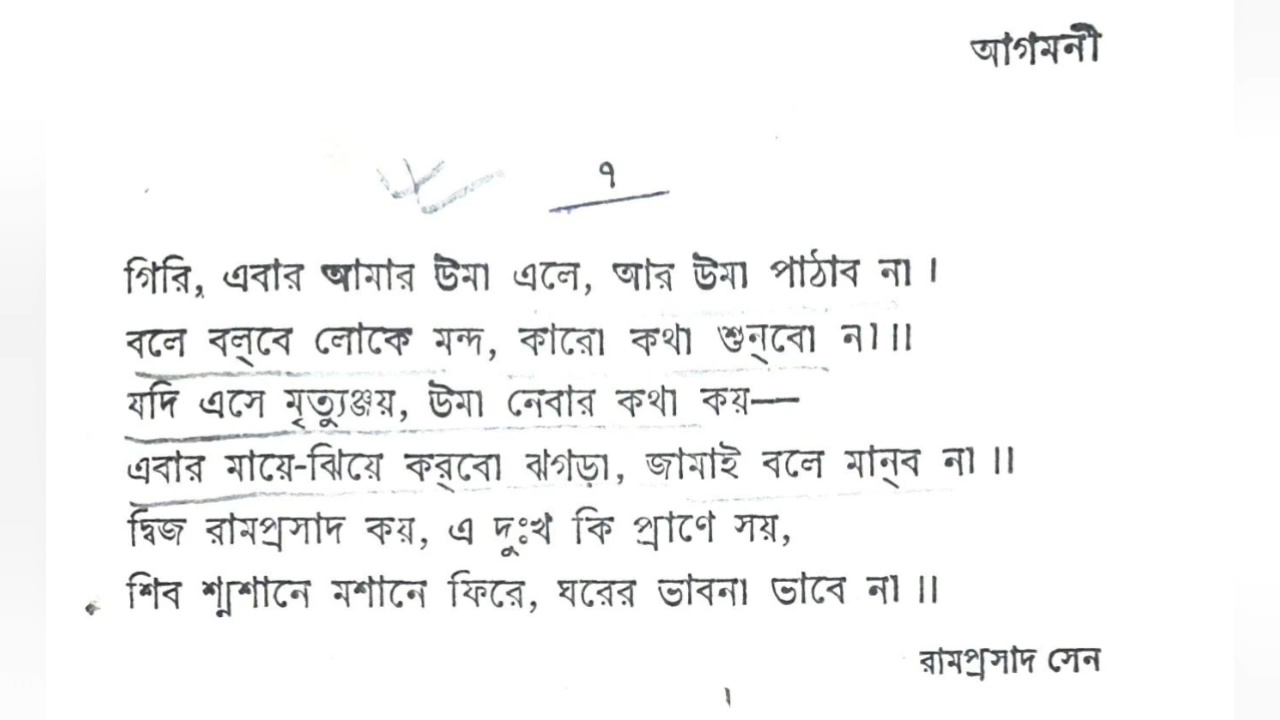 আগমনী
৭
গিরি, এবার আমার উমা এলে, আর উমা পাঠাব না ।
বলে বল্‌বে লোকে মন্দ, কারো কথা শুন্‌বো না॥
যদি এসে মৃত্যুঞ্জয়, উমা নেবার কথা কয়—
এবার মায়ে-ঝিয়ে কর্‌বো ঝগড়া, জামাই বলে মান্‌ব না॥
দ্বিজ রামপ্রসাদ কয়, এ দুঃখ কি প্রাণে সয়,
শিব শ্মশানে মশানে ফিরে, ঘরের ভাবনা ভাবে না॥
রামপ্রসাদ সেন